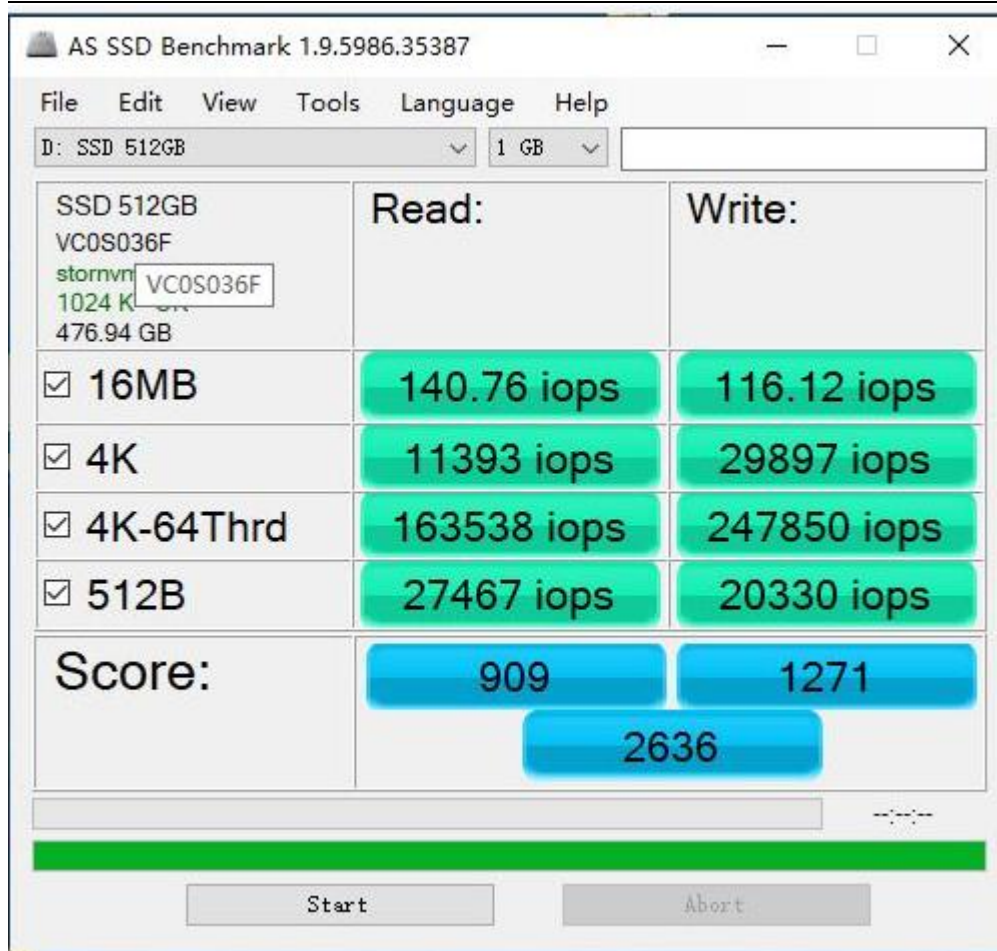 AS SSD Benchmark 1.9.5986.35387
File Edit View Tools Language Help
D: SSD 512GB 1 GB
SSD 512GB
VC0S036F
VC0S036F
1024 K
476.94 GB
Read: Write:
16MB 140.76 iops 116.12 iops
4K 11393 iops 29897 iops
4K-64Thrd 163538 iops 247850 iops
512B 27467 iops 20330 iops
Score: 909 1271
2636
--:--:--
Start Abort